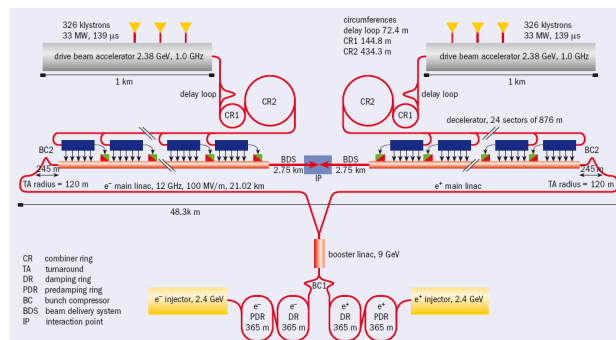 326 klystrons
33 MW, 139 µs
circumferences
delay loop 72.4 m
CR1 144.8 m
CR2 434.3 m
326 klystrons
33 MW, 139 µs
drive beam accelerator 2.38 GeV, 1.0 GHz
drive beam accelerator 2.38 GeV, 1.0 GHz
1 km
1 km
delay loop
CR1
CR2
CR2
CR1
delay loop
decelerator, 24 sectors of 876 m
BC2
BC2
245 m
BDS
2.75 km
IP
BDS
2.75 km
245 m
TA radius = 120 m
e⁻ main linac, 12 GHz, 100 MV/m, 21.02 km
e⁺ main linac
TA radius = 120 m
48.3k m
CR combiner ring
TA turnaround
DR damping ring
PDR predamping ring
BC bunch compressor
BDS beam delivery system
IP interaction point
booster linac, 9 GeV
BC1
e⁻ injector, 2.4 GeV
e⁻
PDR
365 m
e⁻
DR
365 m
e⁺
DR
365 m
e⁺
PDR
365 m
e⁺ injector, 2.4 GeV